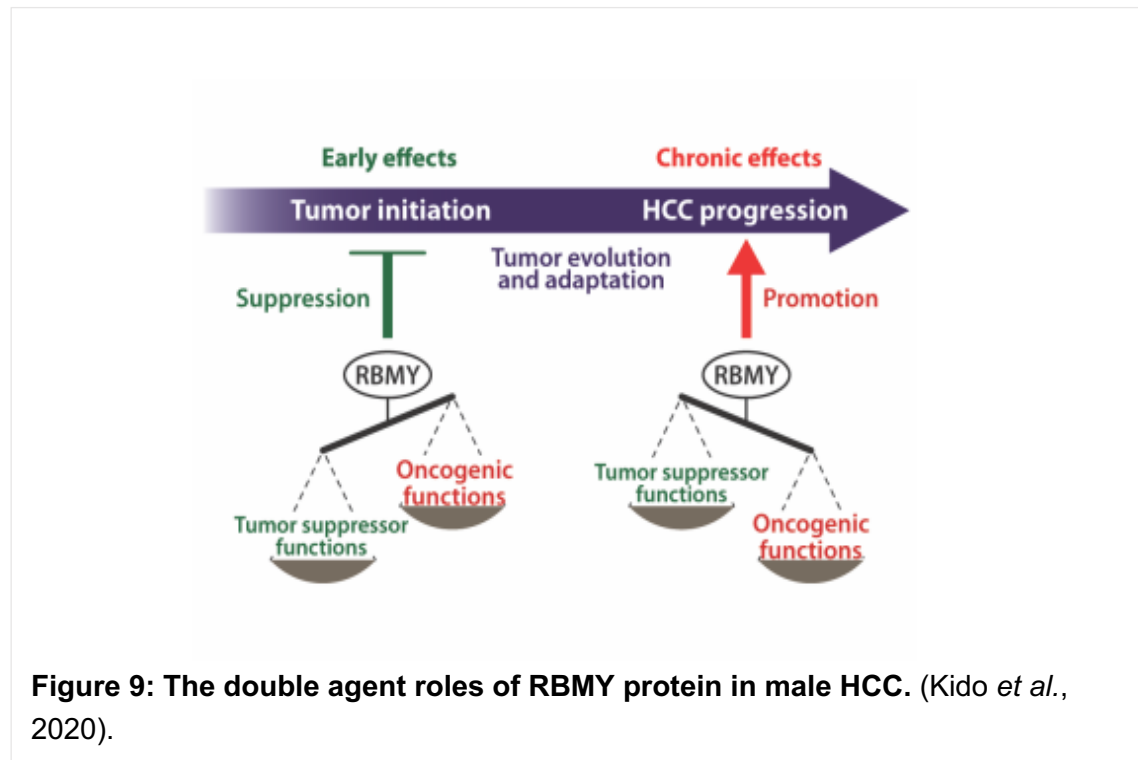 Early effects
Chronic effects
Tumor initiation
HCC progression
Tumor evolution
and adaptation
Suppression
Promotion
RBMY
RBMY
Oncogenic
functions
Tumor suppressor
functions
Tumor suppressor
functions
Oncogenic
functions
Figure 9: The double agent roles of RBMY protein in male HCC. (Kido et al.,
2020).